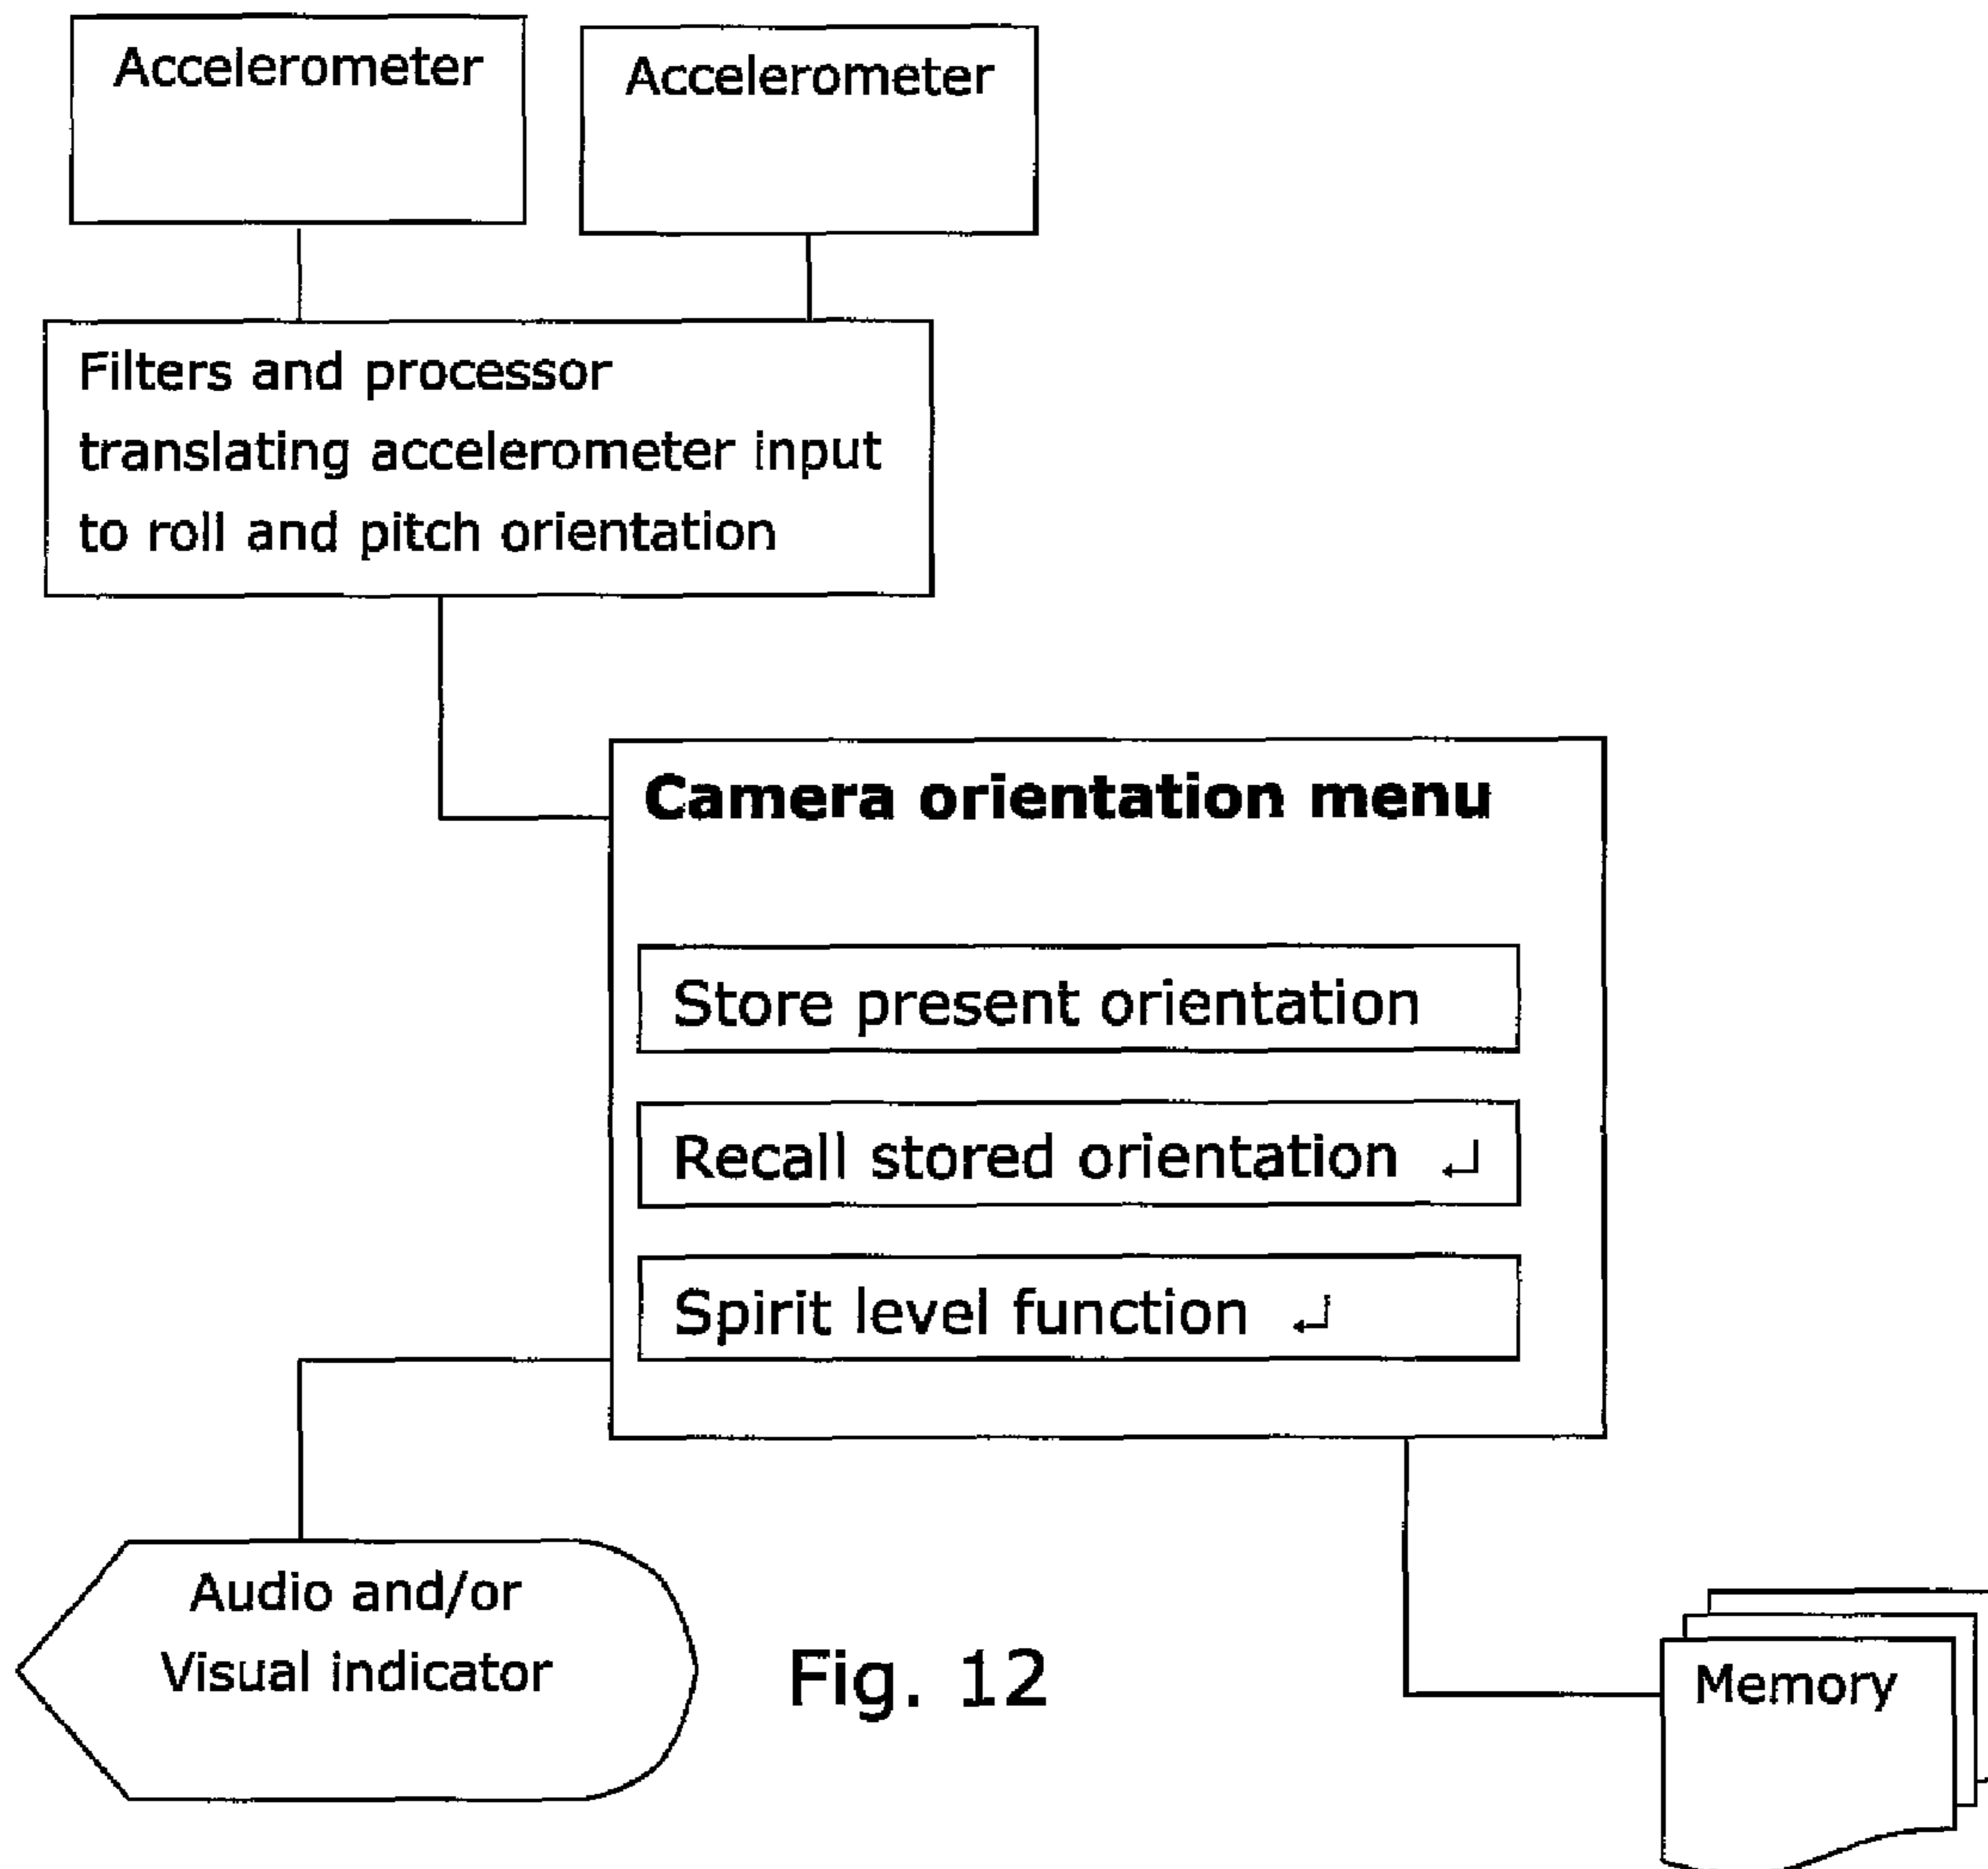 Accelerometer
Accelerometer
Filters and processor
translating accelerometer input
to roll and pitch orientation
Camera orientation menu
Store present orientation
Recall stored orientation ↵
Spirit level function ↵
Audio and/or
Visual indicator
Fig. 12
Memory